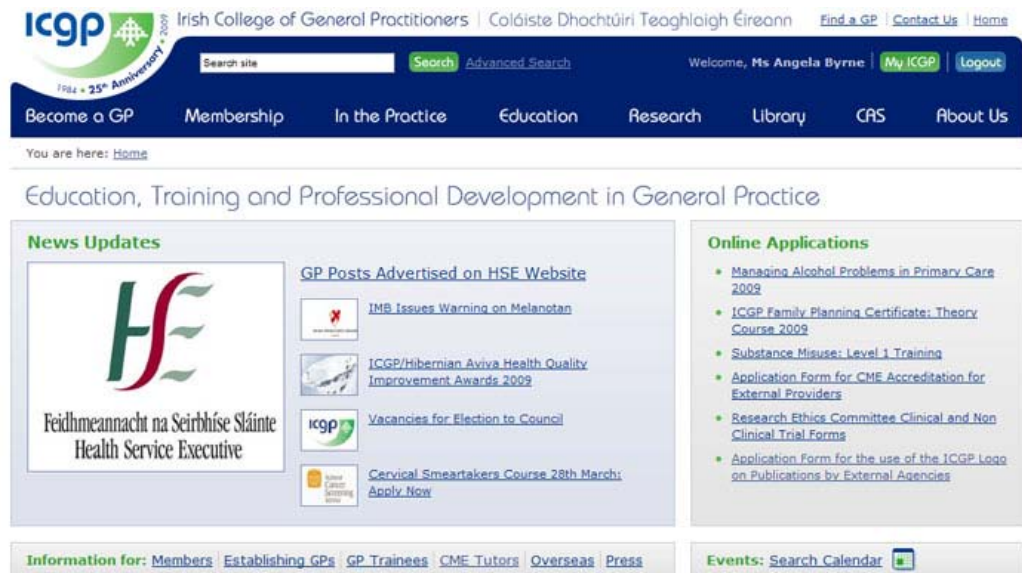 icgp
1984 • 25th Anniversary • 2009
Irish College of General Practitioners | Coláiste Dhochtúirí Teaghlaigh Éireann
Find a GP | Contact Us | Home
Search site
Search
Advanced Search
Welcome, Ms Angela Byrne
My ICGP
Logout
Become a GP
Membership
In the Practice
Education
Research
Library
CAS
About Us
You are here: Home
Education, Training and Professional Development in General Practice
News Updates
Feidhmeannacht na Seirbhíse Sláinte
Health Service Executive
GP Posts Advertised on HSE Website
IMB Issues Warning on Melanotan
ICGP/Hibernian Aviva Health Quality
Improvement Awards 2009
icgp
Vacancies for Election to Council
Cervical Smeartakers Course 28th March:
Apply Now
Online Applications
Managing Alcohol Problems in Primary Care
2009
ICGP Family Planning Certificate: Theory
Course 2009
Substance Misuse: Level 1 Training
Application Form for CME Accreditation for
External Providers
Research Ethics Committee Clinical and Non
Clinical Trial Forms
Application Form for the use of the ICGP Logo
on Publications by External Agencies
Information for: Members | Establishing GPs | GP Trainees | CME Tutors | Overseas | Press
Events: Search Calendar